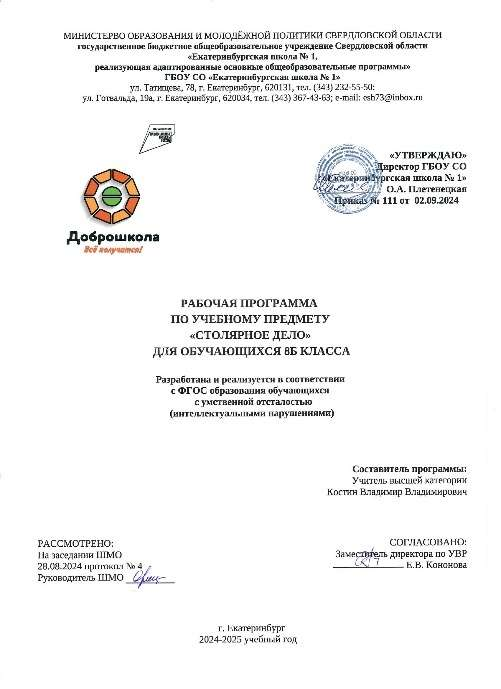 МИНИСТЕРВО ОБРАЗОВАНИЯ И МОЛОДЁЖНОЙ ПОЛИТИКИ СВЕРДЛОВСКОЙ ОБЛАСТИ
государственное бюджетное общеобразовательное учреждение Свердловской области
«Екатеринбургская школа № 1,
реализующая адаптированные основные общеобразовательные программы»
ГБОУ СО «Екатеринбургская школа № 1»
ул. Татищева, 78, г. Екатеринбург, 620131, тел. (343) 232-55-50;
ул. Готвальда, 19а, г. Екатеринбург, 620034, тел. (343) 367-43-63; e-mail: esh73@inbox.ru
«УТВЕРЖДАЮ»
Директор ГБОУ СО
«Екатеринбургская школа № 1»
О.А. Плетенецкая
Приказ № 111 от 02.09.2024
Доброшкола
Всё получится!
РАБОЧАЯ ПРОГРАММА
ПО УЧЕБНОМУ ПРЕДМЕТУ
«СТОЛЯРНОЕ ДЕЛО»
ДЛЯ ОБУЧАЮЩИХСЯ 8Б КЛАССА
Разработана и реализуется в соответствии
с ФГОС образования обучающихся
с умственной отсталостью
(интеллектуальными нарушениями)
Составитель программы:
Учитель высшей категории
Костин Владимир Владимирович
РАССМОТРЕНО:
На заседании ШМО
28.08.2024 протокол № 4
Руководитель ШМО
СОГЛАСОВАНО:
Заместитель директора по УВР
Е.В. Кононова
г. Екатеринбург
2024-2025 учебный год